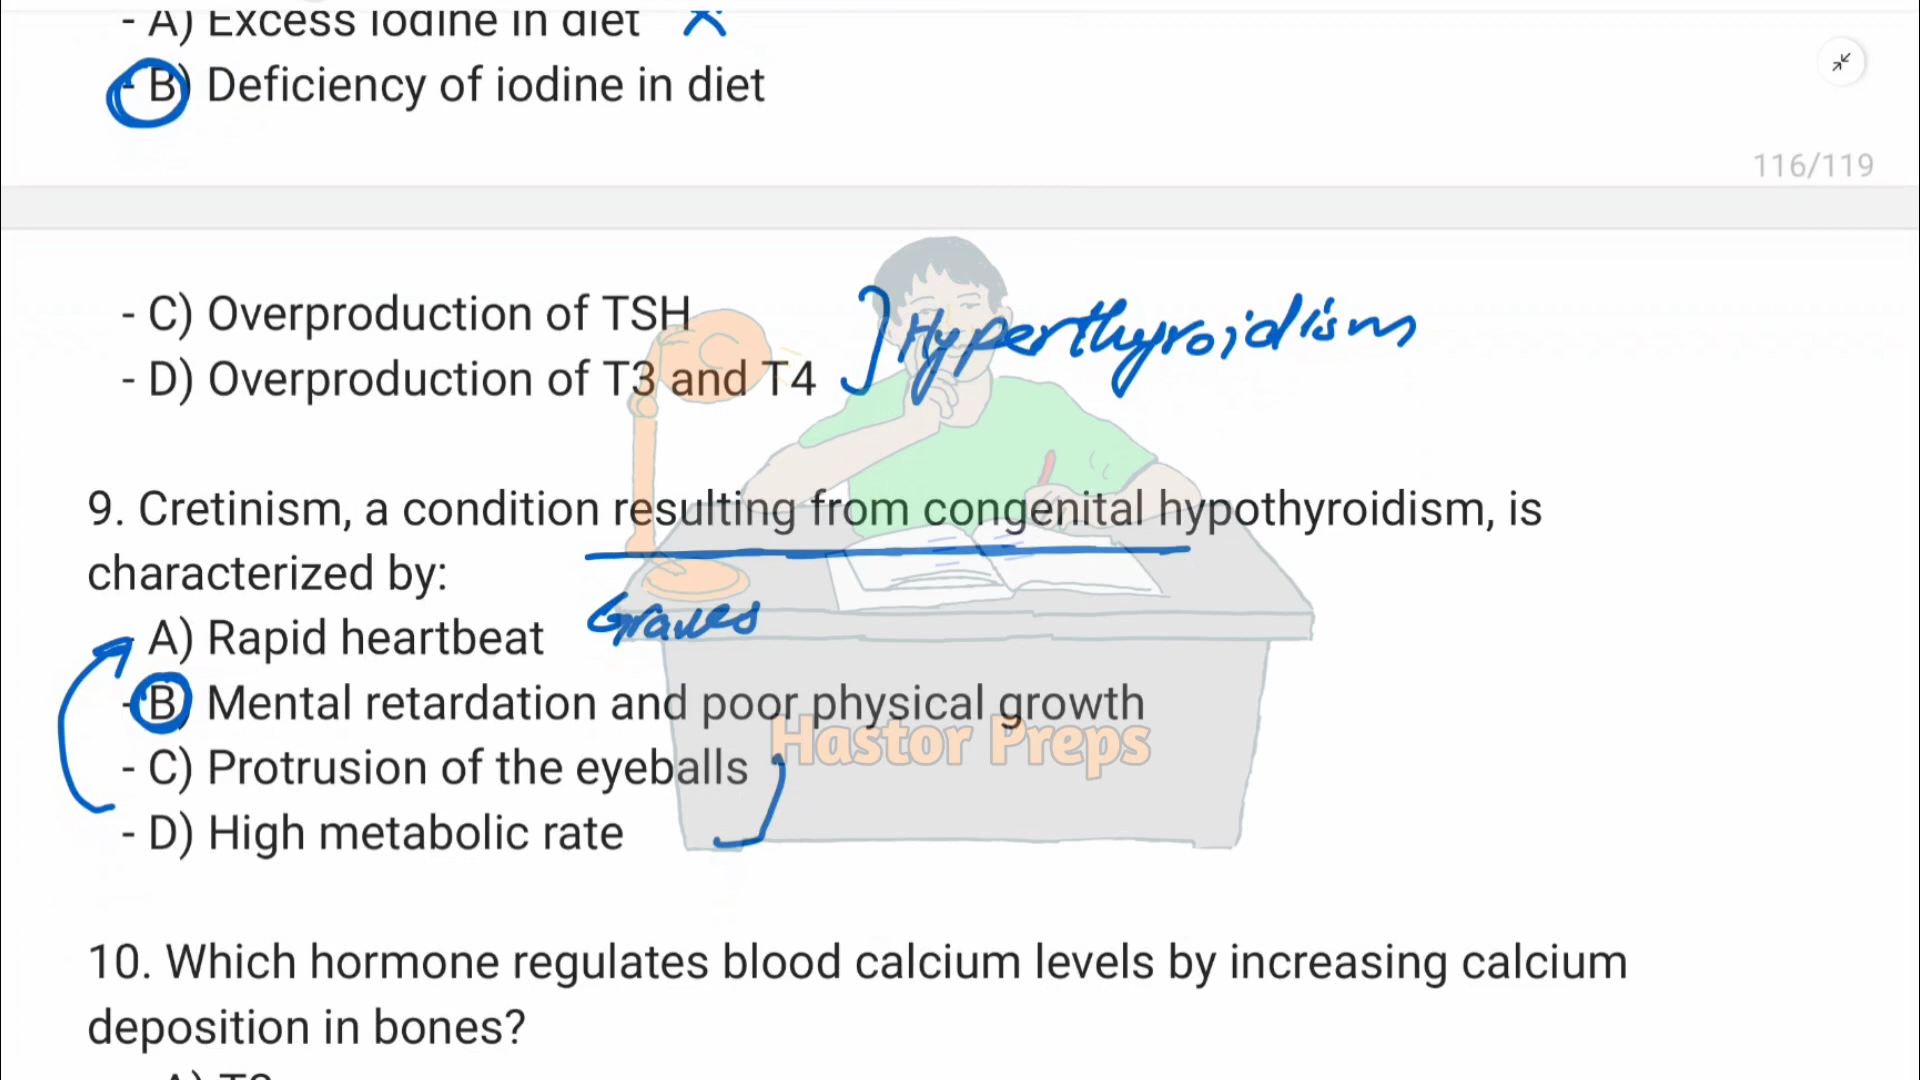 - A) Excess iodine in diet X
- B) Deficiency of iodine in diet
116/119
- C) Overproduction of TSH
- D) Overproduction of T3 and T4
Hyperthyroidism
9. Cretinism, a condition resulting from congenital hypothyroidism, is
characterized by:
A) Rapid heartbeat
Graves
- B) Mental retardation and poor physical growth
Hastor Preps
- C) Protrusion of the eyeballs
- D) High metabolic rate
10. Which hormone regulates blood calcium levels by increasing calcium
deposition in bones?